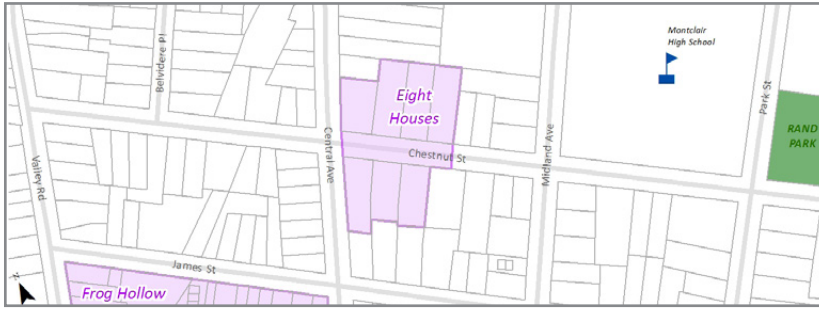 Montclair
High School
Belvidere Pl
Eight
Houses
Park St
RAND
PARK
Central Ave
Chestnut St
Midland Ave
Valley Rd
James St
N
Frog Hollow